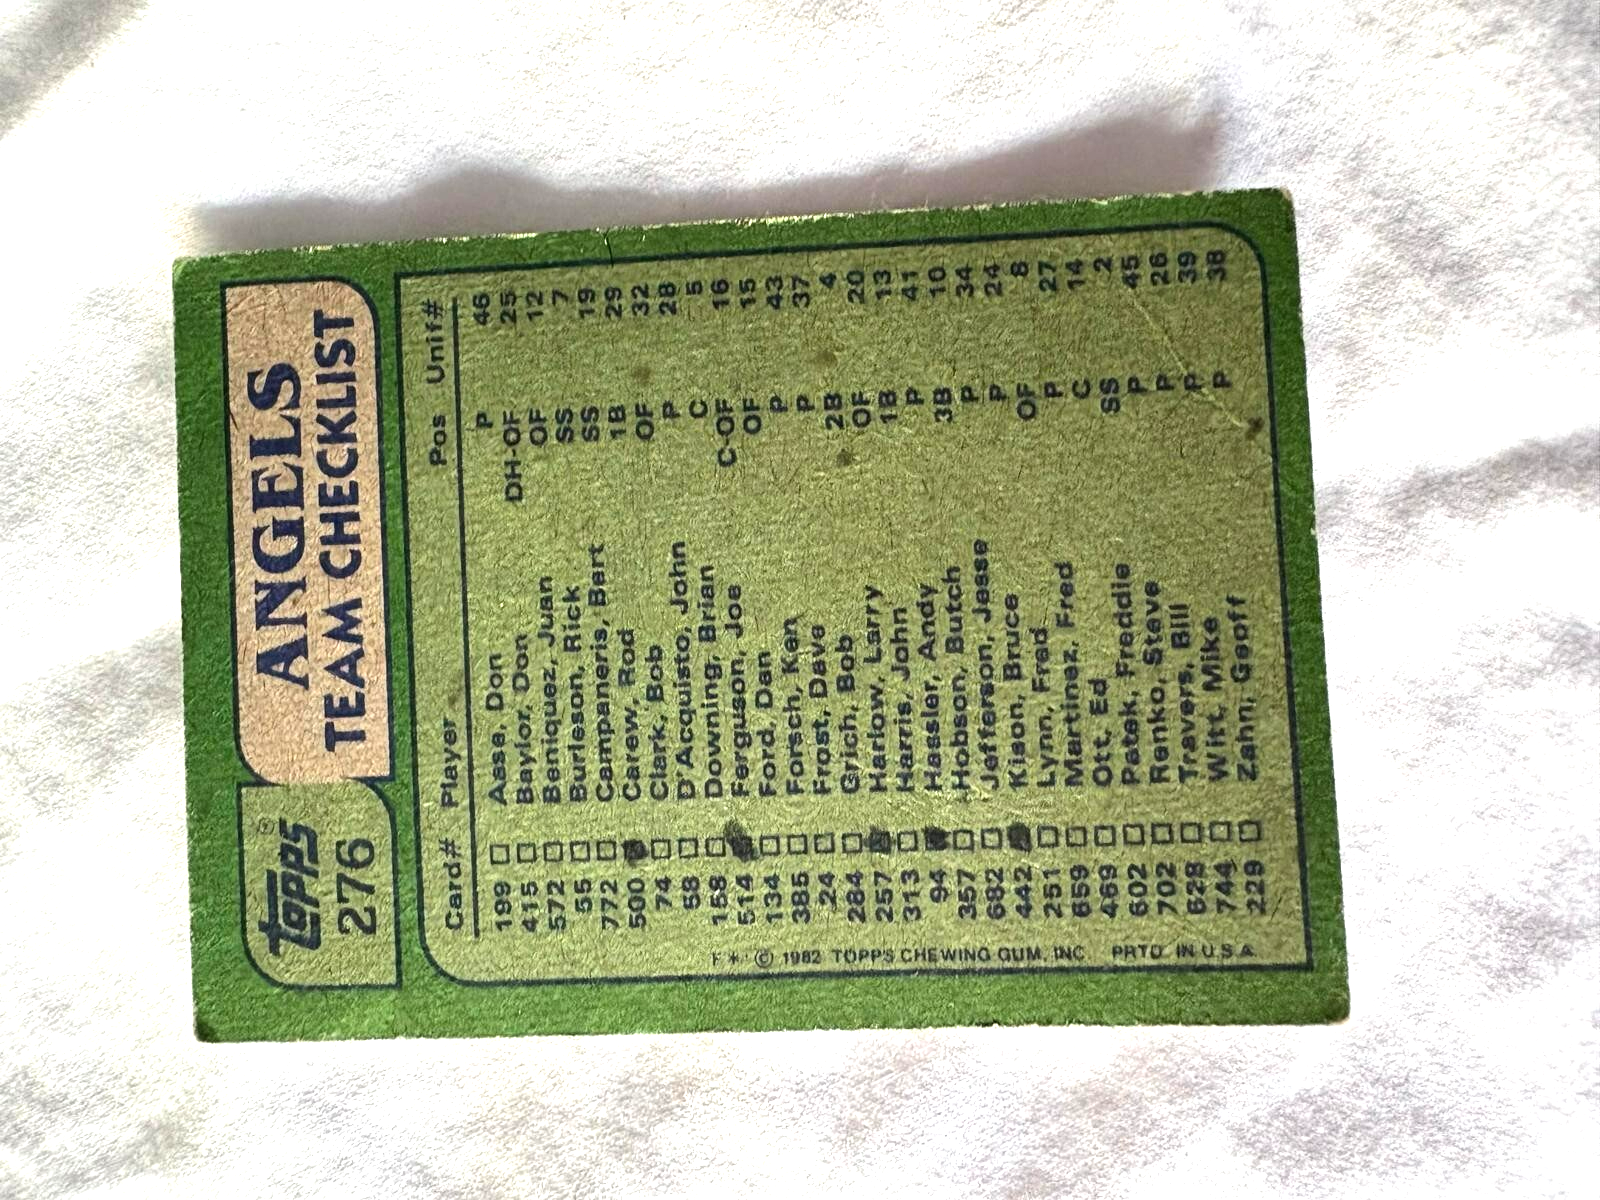 topps ®
276
ANGELS
TEAM CHECKLIST
Card# Player Pos Unif#
199 Aase, Don P 46
415 Baylor, Don DH-OF 25
572 Beniquez, Juan OF 12
55 Burleson, Rick SS 7
772 Campaneris, Bert SS 19
500 Carew, Rod 1B 29
74 Clark, Bob OF 32
58 D'Acquisto, John P 28
158 Downing, Brian C 5
514 Ferguson, Joe C-OF 16
134 Ford, Dan OF 15
385 Forsch, Ken P 43
24 Frost, Dave P 37
284 Grich, Bob 2B 4
257 Harlow, Larry OF 20
313 Harris, John 1B 13
94 Hassler, Andy P 41
357 Hobson, Butch 3B 10
682 Jefferson, Jesse P 34
442 Kison, Bruce P 24
251 Lynn, Fred OF 8
659 Martinez, Fred P 27
469 Ott, Ed C 14
602 Patek, Freddie SS 2
702 Renko, Steve P 45
628 Travers, Bill P 26
744 Witt, Mike P 39
229 Zahn, Geoff P 38
F* © 1982 TOPPS CHEWING GUM, INC. PRTD. IN U.S.A.